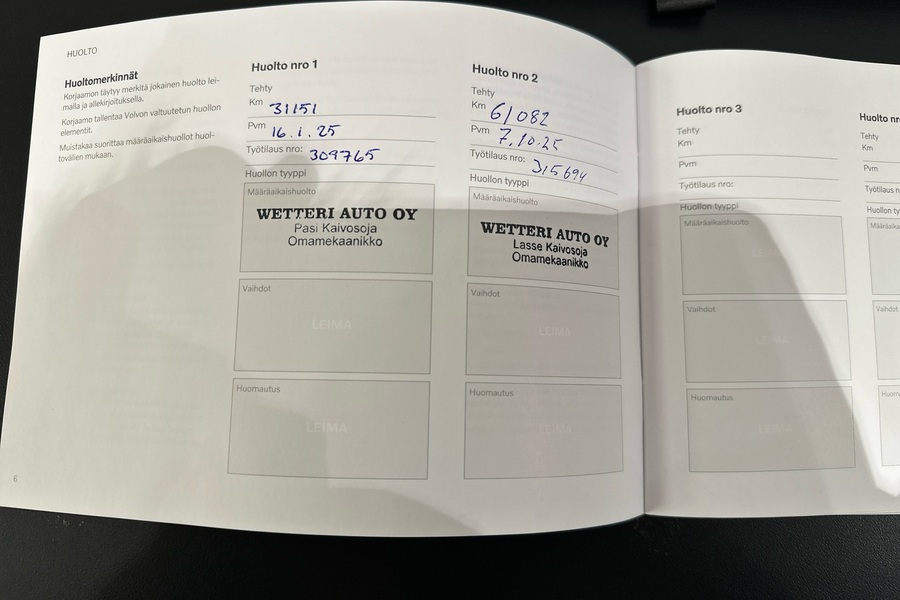 HUOLTO
Huoltomerkinnät
Korjaamon täytyy merkitä jokainen huolto lei-
malla ja allekirjoituksella.
Korjaamo tallentaa Volvon valtuutetun huollon
elementit.
Muistakaa suorittaa määräaikaishuollot huol-
tovälien mukaan.
6
Huolto nro 1
Tehty
Km 31151
Pvm 16.1.25
Työtilaus nro: 309765
Huollon tyyppi
Määräaikaishuolto
WETTERI AUTO OY
Pasi Kaivosoja
Omamekaanikko
Vaihdot
LEIMA
Huomautus
LEIMA
Huolto nro 2
Tehty
Km 61082
Pvm 7.10.25
Työtilaus nro: 315694
Huollon tyyppi
Määräaikaishuolto
WETTERI AUTO OY
Lasse Kaivosoja
Omamekaanikko
Vaihdot
LEIMA
Huomautus
LEIMA
Huolto nro 3
Tehty
Km
Pvm
Työtilaus nro:
Huollon tyyppi
Määräaikaishuolto
Vaihdot
LEIMA
Huomautus
LEIMA
Huolto
Tehty
Km
Pvm
Työtilaus
Vaihdot